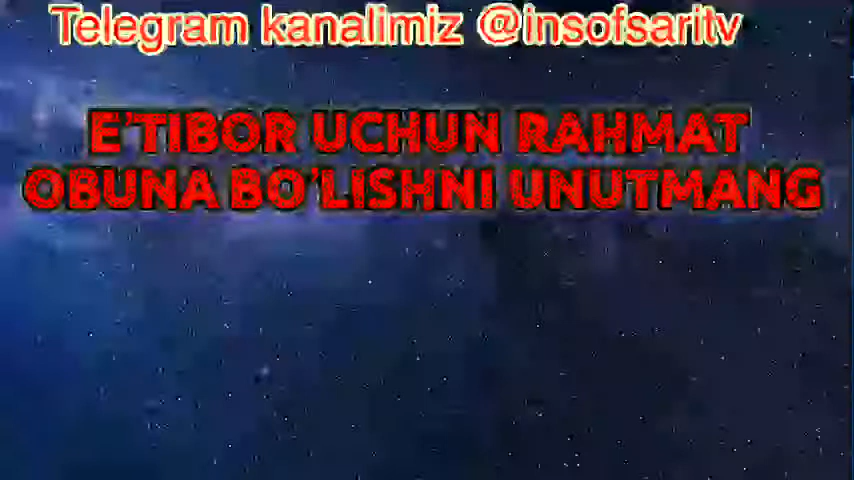 Telegram kanalimiz @insofsaritv
E'TIBOR UCHUN RAHMAT
OBUNA BO'LISHNI UNUTMANG